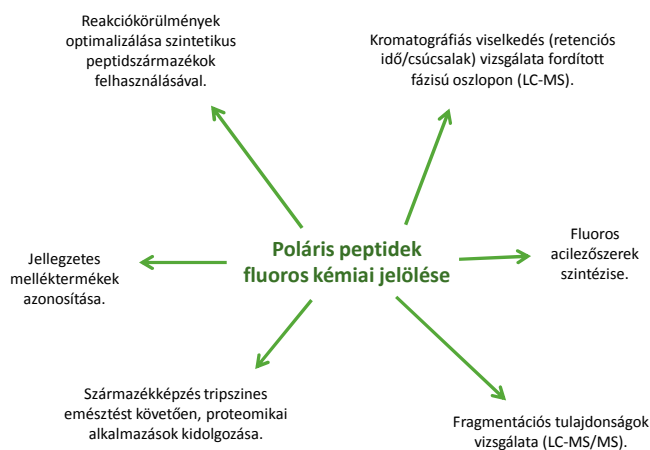 Reakciókörülmények
optimalizálása szintetikus
peptidszármazékok
felhasználásával.
Kromatográfiás viselkedés (retenciós
idő/csúcsalak) vizsgálata fordított
fázisú oszlopon (LC-MS).
Jellegzetes
melléktermékek
azonosítása.
Poláris peptidek
fluoros kémiai jelölése
Fluoros
acilezőszerek
szintézise.
Származékképzés tripszines
emésztést követően, proteomikai
alkalmazások kidolgozása.
Fragmentációs tulajdonságok
vizsgálata (LC-MS/MS).